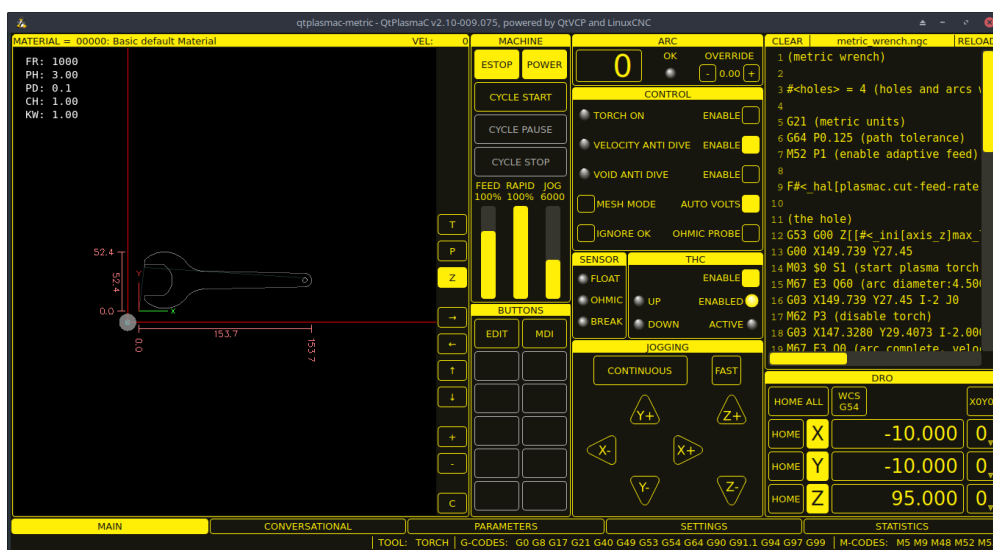 qtplasmac-metric - QtPlasmaC v2.10-009.075, powered by QtVCP and LinuxCNC
MATERIAL = 00000: Basic default Material
VEL: 0
FR: 1000
PH: 3.00
PD: 0.1
CH: 1.00
KW: 1.00
52.4
52.4
0.0
Y
X
153.7
0.0
153.7
T
P
Z
→
←
↑
↓
+
-
C
MACHINE
ESTOP POWER
CYCLE START
CYCLE PAUSE
CYCLE STOP
FEED RAPID JOG
100% 100% 6000
BUTTONS
EDIT MDI
ARC
0
OK
OVERRIDE
- 0.00 +
CONTROL
TORCH ON ENABLE
VELOCITY ANTI DIVE ENABLE
VOID ANTI DIVE ENABLE
MESH MODE AUTO VOLTS
IGNORE OK OHMIC PROBE
SENSOR
FLOAT
OHMIC
BREAK
THC
ENABLE
UP ENABLED
DOWN ACTIVE
JOGGING
CONTINUOUS FAST
Y+ Z+
X- X+
Y- Z-
CLEAR metric_wrench.ngc RELOAD
1 (metric wrench)
2
3 #<holes> = 4 (holes and arcs
4
5 G21 (metric units)
6 G64 P0.125 (path tolerance)
7 M52 P1 (enable adaptive feed)
8
9 F#<_hal[plasmac.cut-feed-rate
10
11 (the hole)
12 G53 G00 Z[[#<_ini[axis_z]max_
13 G00 X149.739 Y27.45
14 M03 $0 S1 (start plasma torch
15 M67 E3 Q60 (arc diameter:4.50
16 G03 X149.739 Y27.45 I-2 J0
17 M62 P3 (disable torch)
18 G03 X147.3280 Y29.4073 I-2.00
19 M67 E3 Q0 (arc complete, velo
DRO
HOME ALL
WCS
G54
X0Y0
HOME X -10.000 0
HOME Y -10.000 0
HOME Z 95.000 0
MAIN CONVERSATIONAL PARAMETERS SETTINGS STATISTICS
TOOL: TORCH G-CODES: G0 G8 G17 G21 G40 G49 G53 G54 G64 G90 G91.1 G94 G97 G99 M-CODES: M5 M9 M48 M52 M5